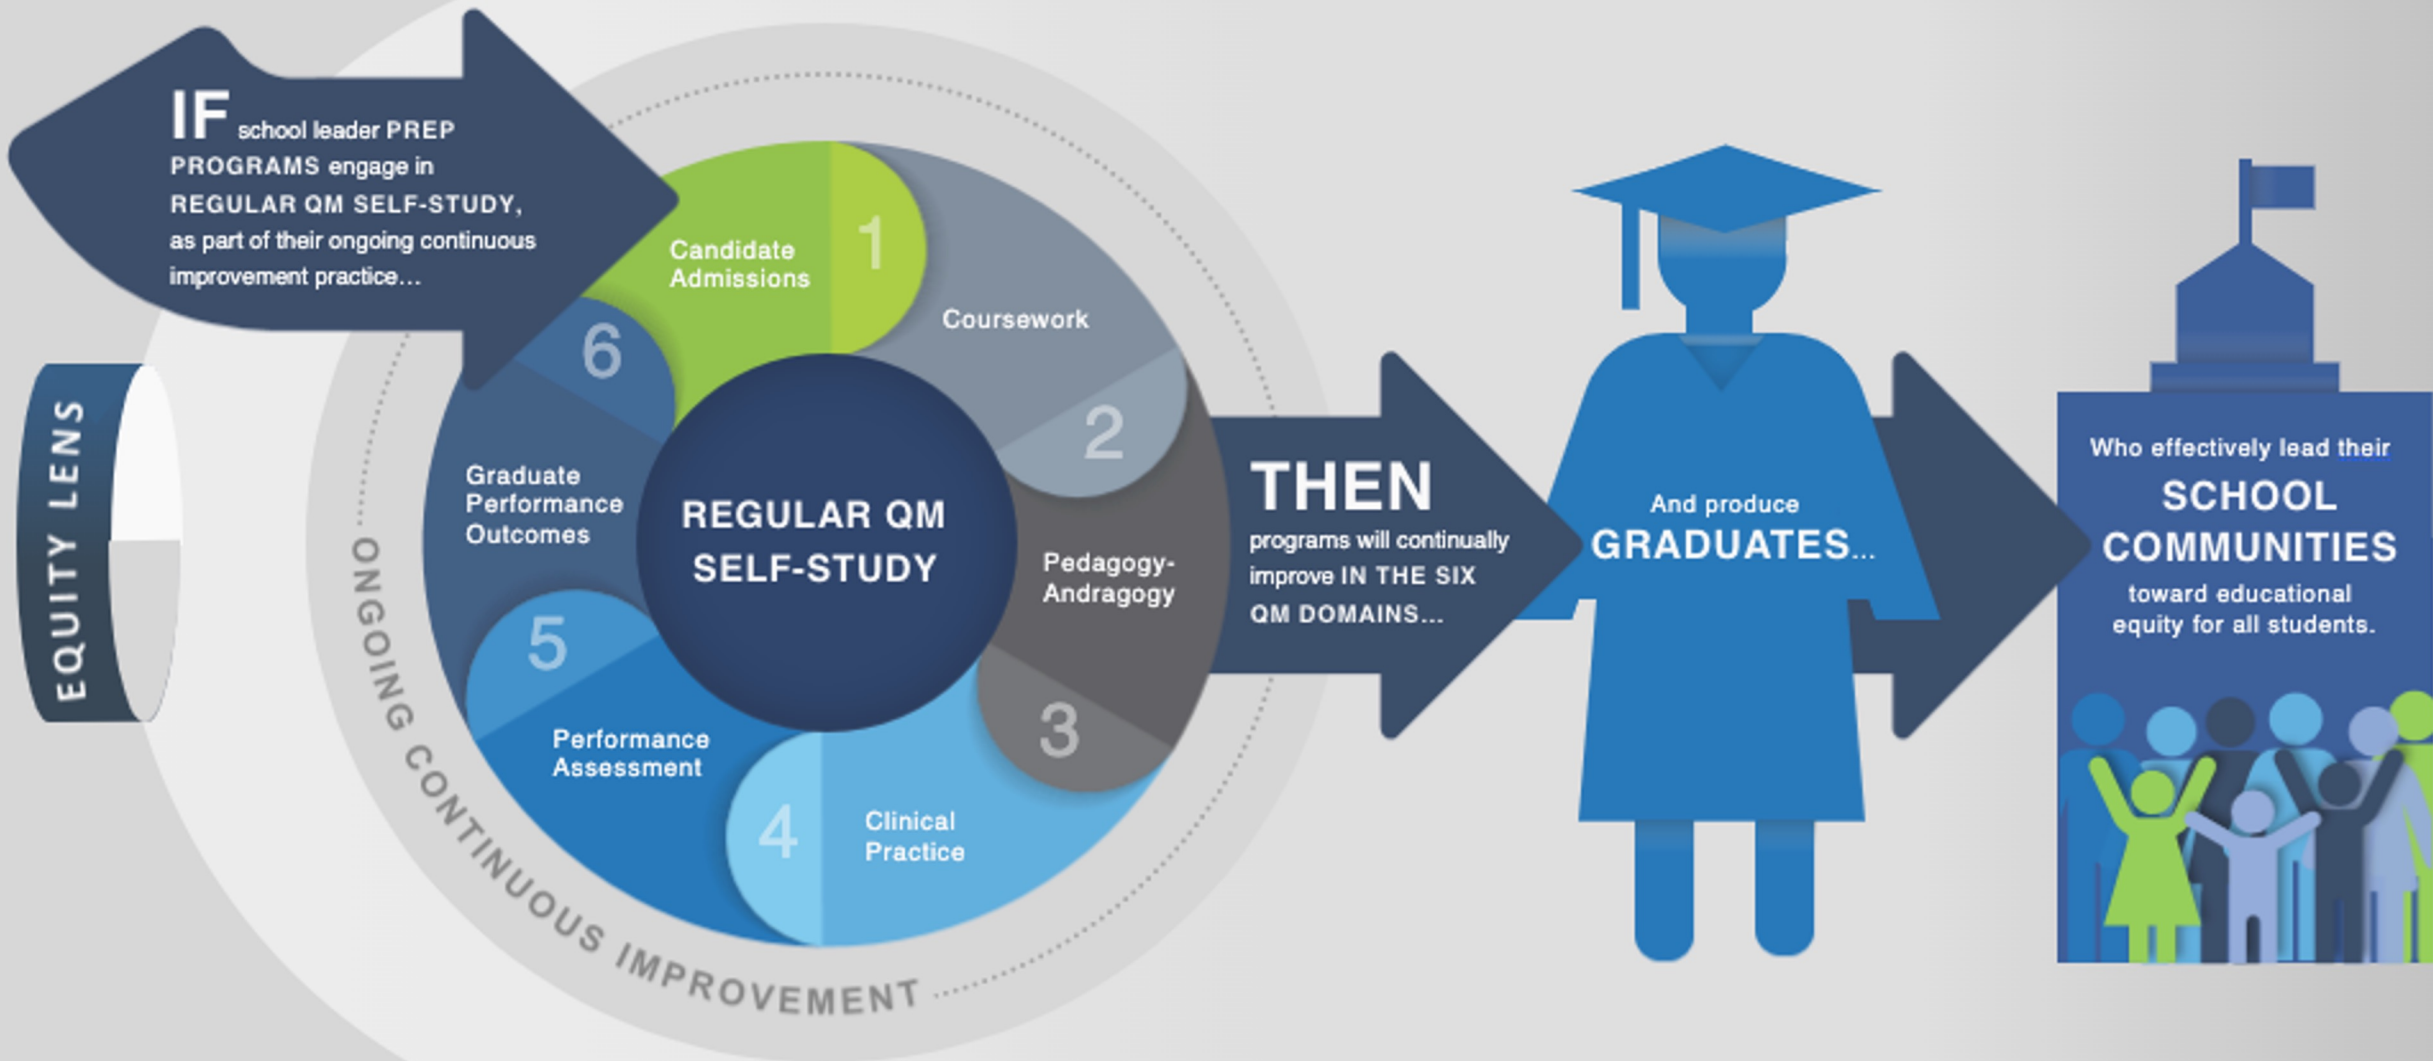 IF school leader PREP
PROGRAMS engage in
REGULAR QM SELF-STUDY,
as part of their ongoing continuous
improvement practice...
EQUITY LENS
Candidate
Admissions
1
Coursework
2
Pedagogy-
Andragogy
3
Clinical
Practice
4
Performance
Assessment
5
Graduate
Performance
Outcomes
6
REGULAR QM
SELF-STUDY
ONGOING CONTINUOUS IMPROVEMENT
THEN
programs will continually
improve IN THE SIX
QM DOMAINS...
And produce
GRADUATES...
Who effectively lead their
SCHOOL
COMMUNITIES
toward educational
equity for all students.